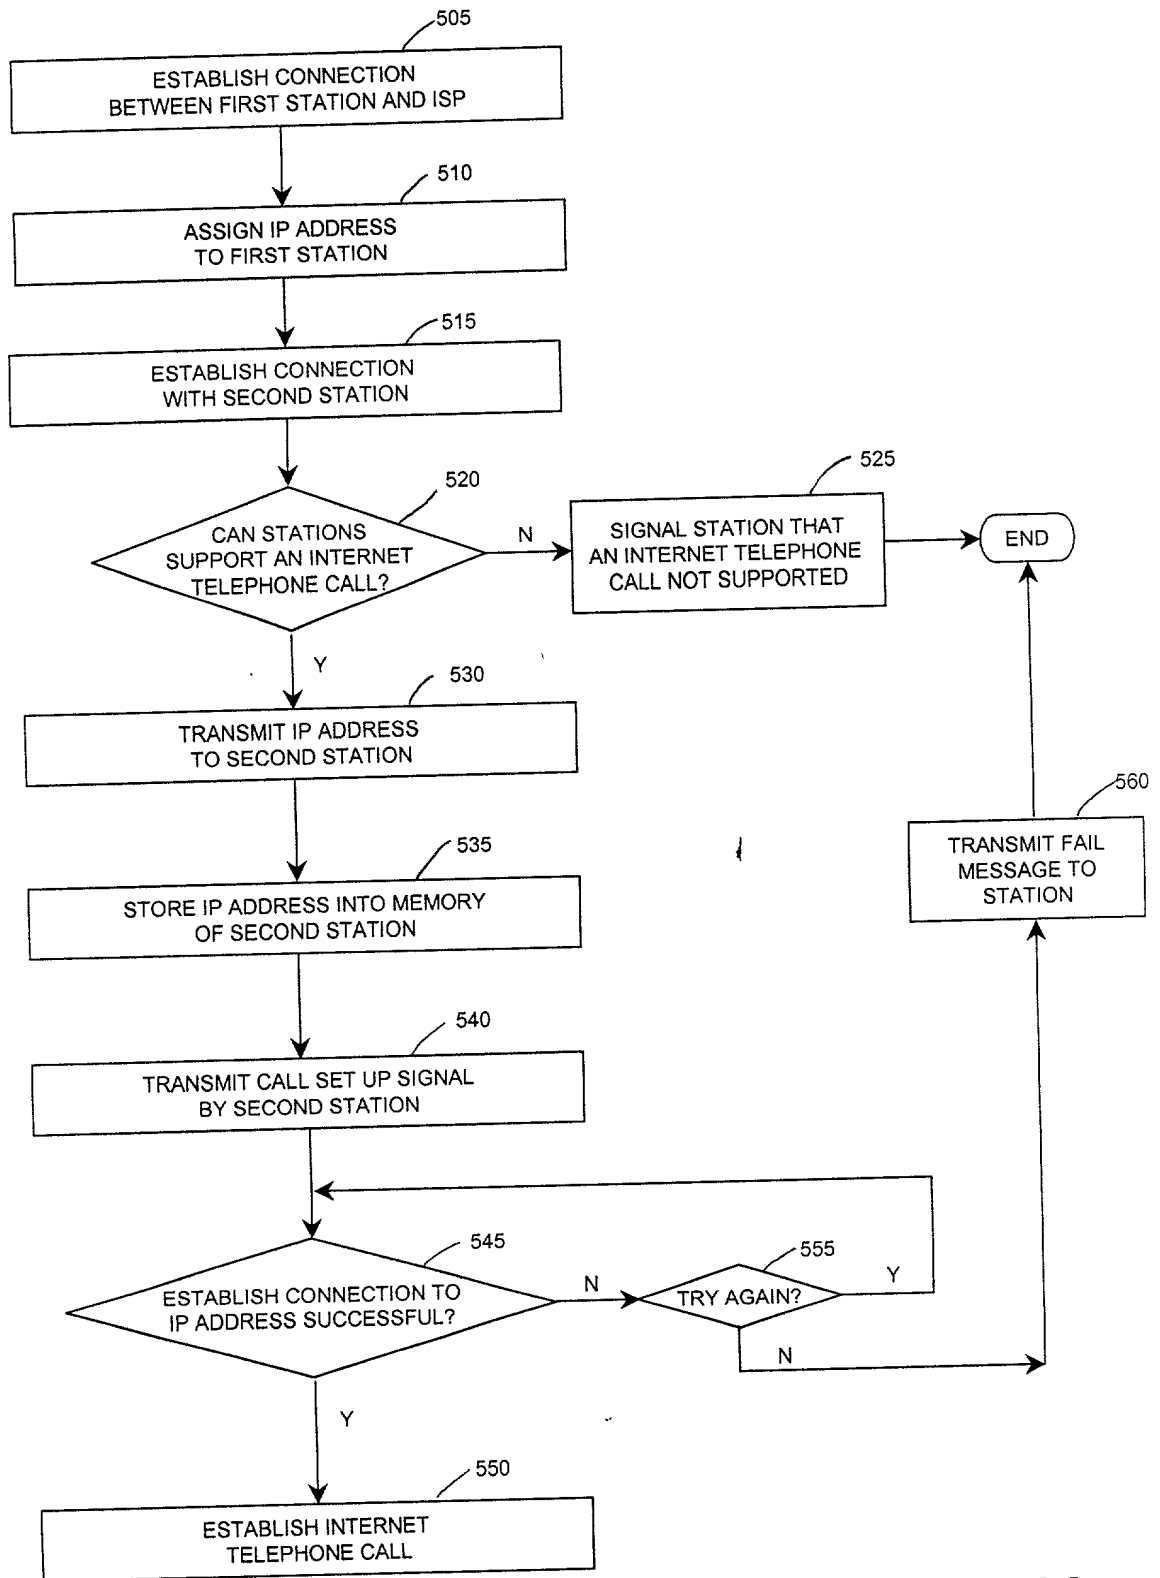 505
ESTABLISH CONNECTION
BETWEEN FIRST STATION AND ISP
510
ASSIGN IP ADDRESS
TO FIRST STATION
515
ESTABLISH CONNECTION
WITH SECOND STATION
520
CAN STATIONS
SUPPORT AN INTERNET
TELEPHONE CALL?
N
525
SIGNAL STATION THAT
AN INTERNET TELEPHONE
CALL NOT SUPPORTED
END
Y
530
TRANSMIT IP ADDRESS
TO SECOND STATION
535
STORE IP ADDRESS INTO MEMORY
OF SECOND STATION
560
TRANSMIT FAIL
MESSAGE TO
STATION
540
TRANSMIT CALL SET UP SIGNAL
BY SECOND STATION
545
ESTABLISH CONNECTION TO
IP ADDRESS SUCCESSFUL?
N
555
TRY AGAIN?
Y
N
Y
550
ESTABLISH INTERNET
TELEPHONE CALL